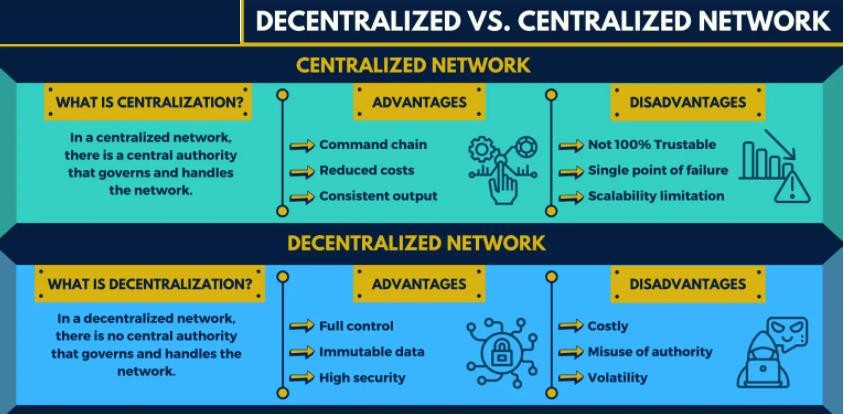 DECENTRALIZED VS. CENTRALIZED NETWORK
CENTRALIZED NETWORK
WHAT IS CENTRALIZATION?
In a centralized network,
there is a central authority
that governs and handles
the network.
ADVANTAGES
Command chain
Reduced costs
Consistent output
DISADVANTAGES
Not 100% Trustable
Single point of failure
Scalability limitation
DECENTRALIZED NETWORK
WHAT IS DECENTRALIZATION?
In a decentralized network,
there is no central authority
that governs and handles the
network.
ADVANTAGES
Full control
Immutable data
High security
DISADVANTAGES
Costly
Misuse of authority
Volatility